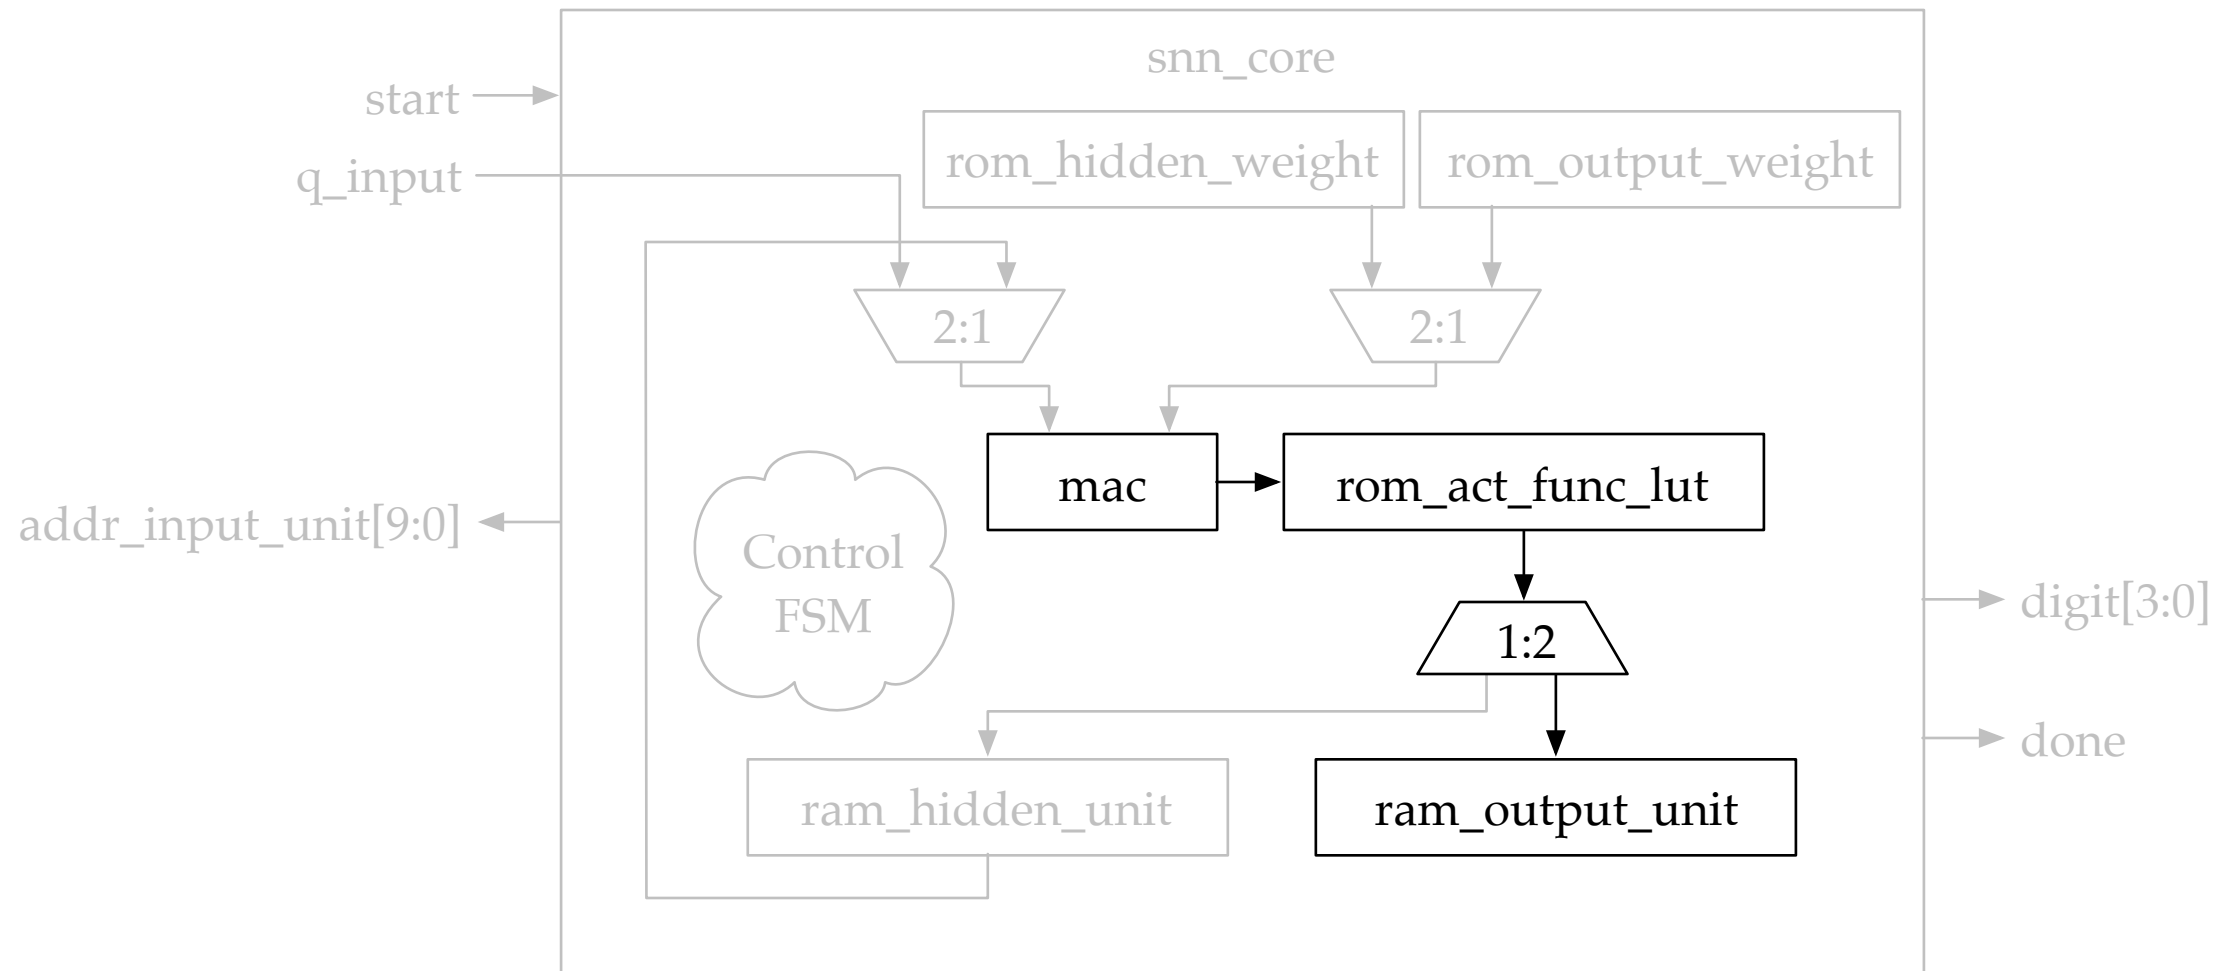 snn_core
start
rom_hidden_weight
rom_output_weight
q_input
2:1
2:1
mac
rom_act_func_lut
addr_input_unit[9:0]
Control
FSM
digit[3:0]
1:2
done
ram_hidden_unit
ram_output_unit